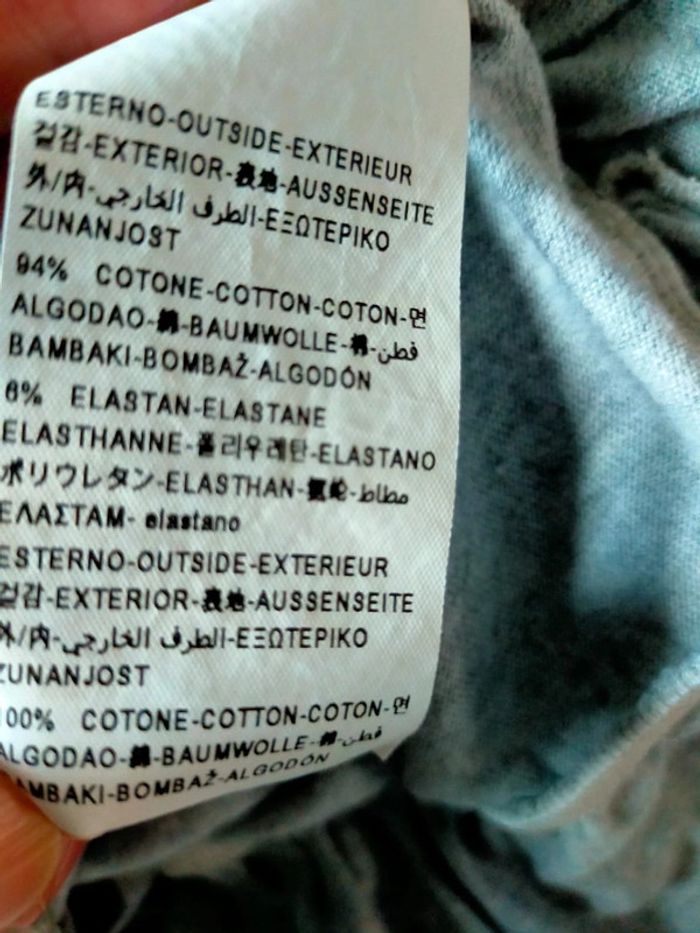 ESTERNO-OUTSIDE-EXTERIEUR
겉감-EXTERIOR-表地-AUSSENSEITE
外/内-الطرف الخارجي-ΕΞΩΤΕΡΙΚΟ
ZUNANJOST
94% COTONE-COTTON-COTON-면
ALGODAO-綿-BAUMWOLLE-棉-قطن
BAMBAKI-BOMBAŽ-ALGODÓN
6% ELASTAN-ELASTANE
ELASTHANNE-폴리우레탄-ELASTANO
ポリウレタン-ELASTHAN-氨纶-مطاط
ΕΛΑΣΤΑΜ- elastano
ESTERNO-OUTSIDE-EXTERIEUR
겉감-EXTERIOR-表地-AUSSENSEITE
外/内-الطرف الخارجي-ΕΞΩΤΕΡΙΚΟ
ZUNANJOST
100% COTONE-COTTON-COTON-면
ALGODAO-綿-BAUMWOLLE-棉-قطن
BAMBAKI-BOMBAŽ-ALGODÓN